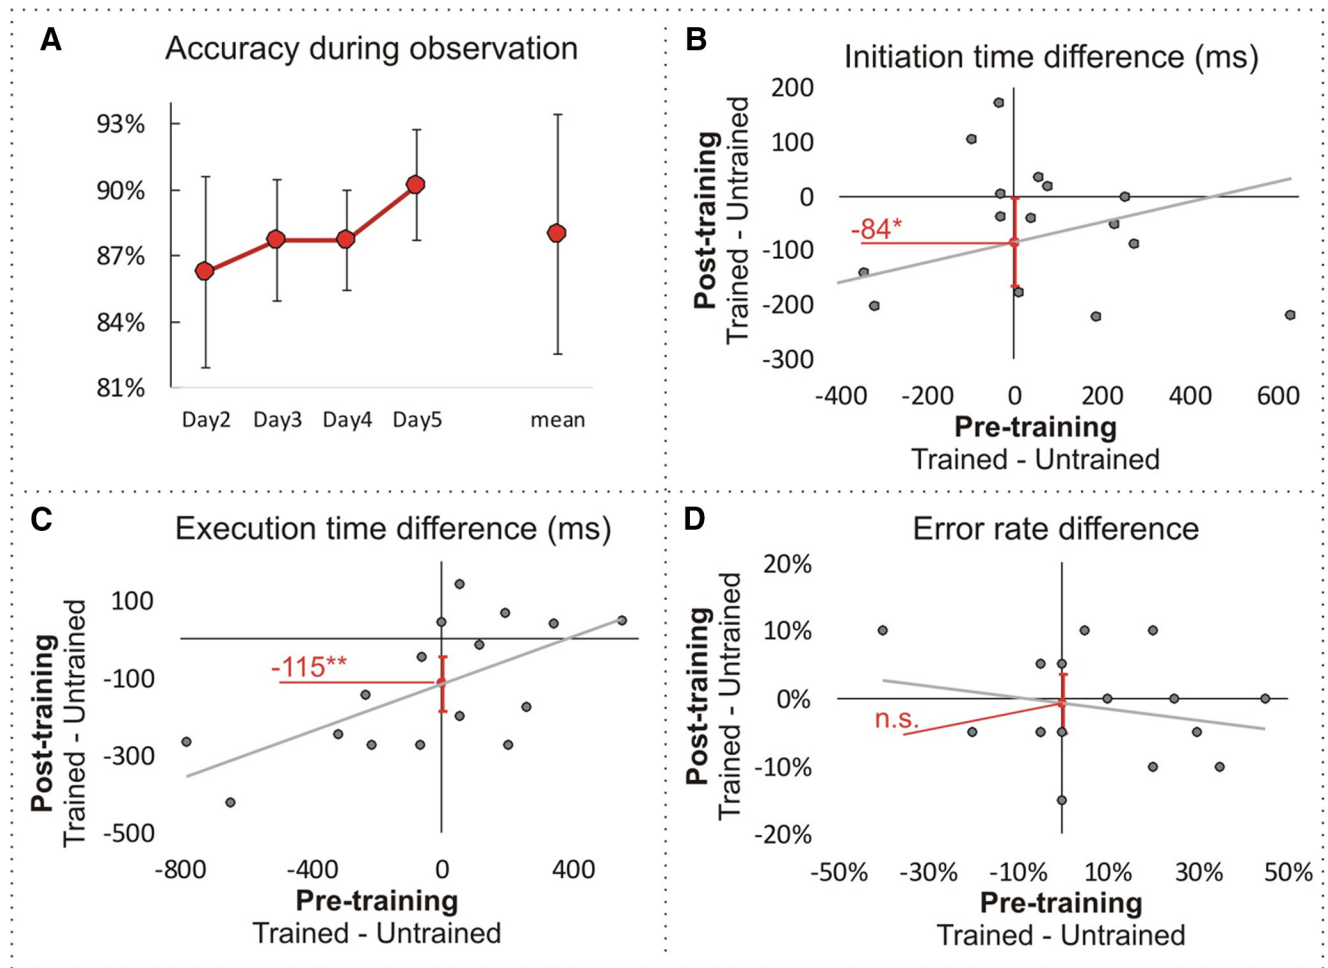 A
Accuracy during observation
93%
90%
87%
84%
81%
Day2 Day3 Day4 Day5 mean
B
Initiation time difference (ms)
Post-training
Trained - Untrained
200
100
0
-100
-200
-300
-84*
-400 -200 0 200 400 600
Pre-training
Trained - Untrained
C
Execution time difference (ms)
Post-training
Trained - Untrained
100
-100
-300
-500
-115**
-800 -400 0 400
Pre-training
Trained - Untrained
D
Error rate difference
Post-training
Trained - Untrained
20%
10%
0%
-10%
-20%
n.s.
-50% -30% -10% 10% 30% 50%
Pre-training
Trained - Untrained